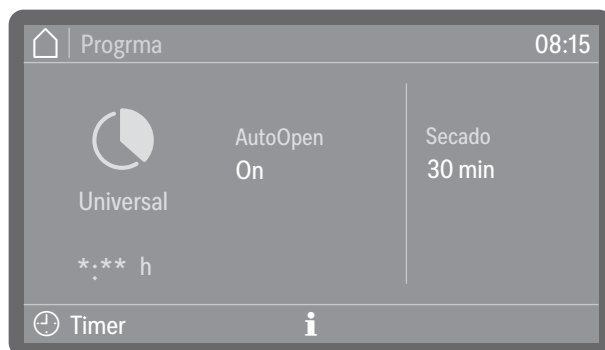 Progrma 08:15
AutoOpen
On
Secado
30 min
Universal
*:** h
Timer i